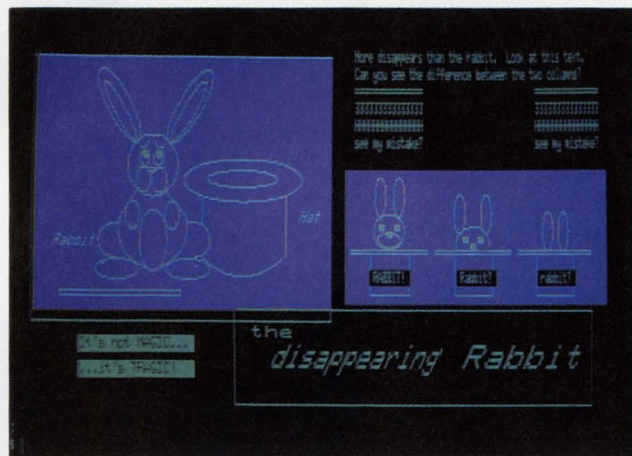 More disappears than the rabbit. Look at this text.
Can you see the difference between the two columns?
see my mistake? see my mistake?
Rabbit
Hat
RABBIT! Rabbit? rabbit?
It's not MAGIC...
...it's TRAGIC!
the
disappearing Rabbit